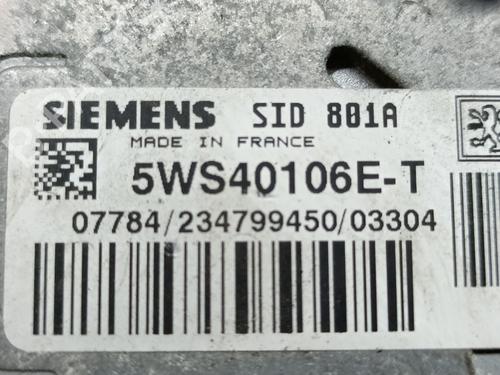 SIEMENS SID 801A
MADE IN FRANCE
5WS40106E-T
07784/234799450/03304